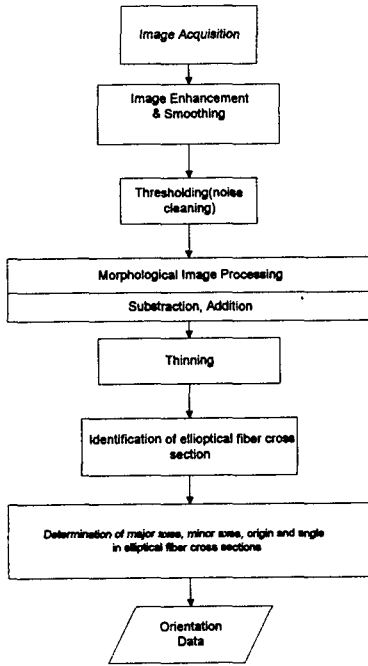 Image Acquisition
Image Enhancement
& Smoothing
Thresholding(noise
cleaning)
Morphological Image Processing
Substraction, Addition
Thinning
Identification of elloptical fiber cross
section
Determination of major axes, minor axes, origin and angle
in elliptical fiber cross sections
Orientation
Data